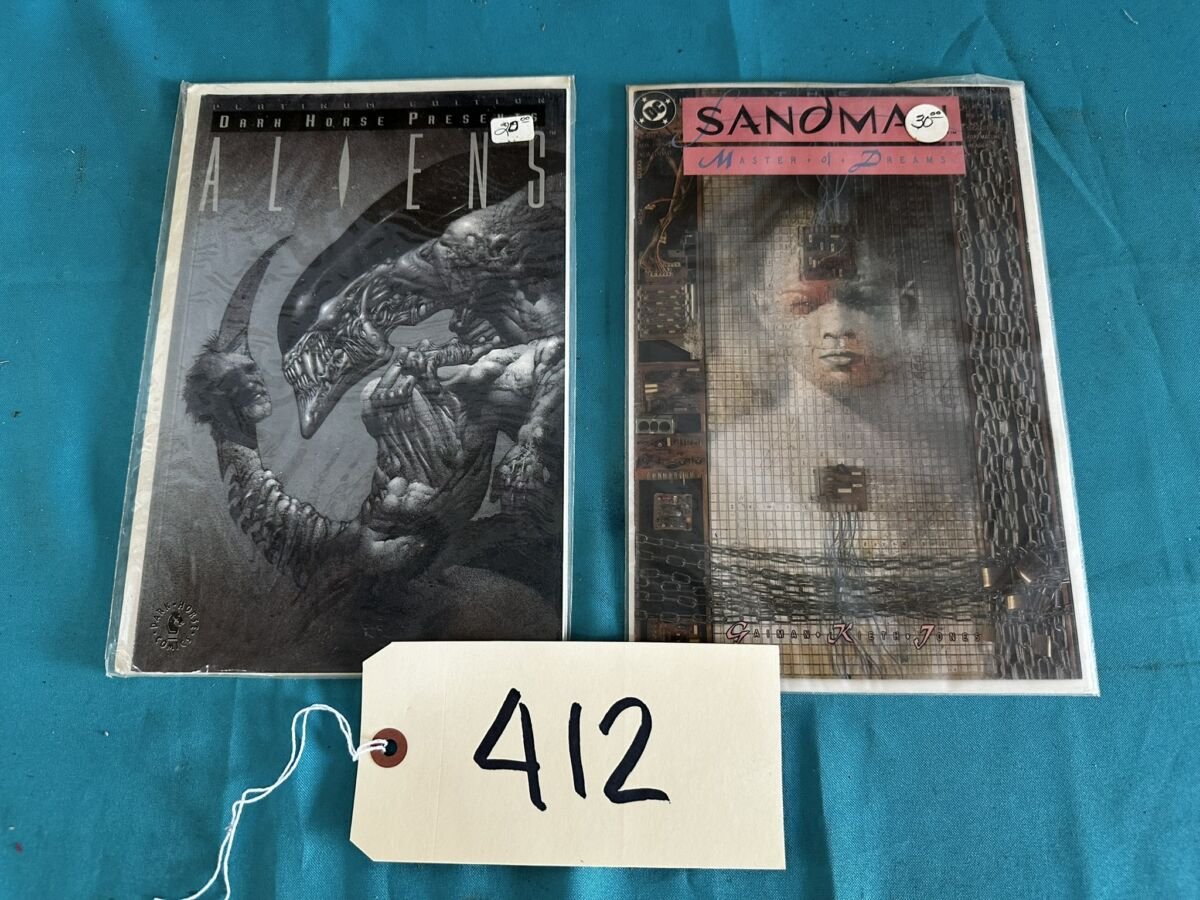 PLATINUM EDITION
DARK HORSE PRESENTS
20.00
ALIENS
DARK HORSE COMICS
DC
SANDMAN
30.00
MASTER OF DREAMS
GAIMAN • KIETH • JONES
412